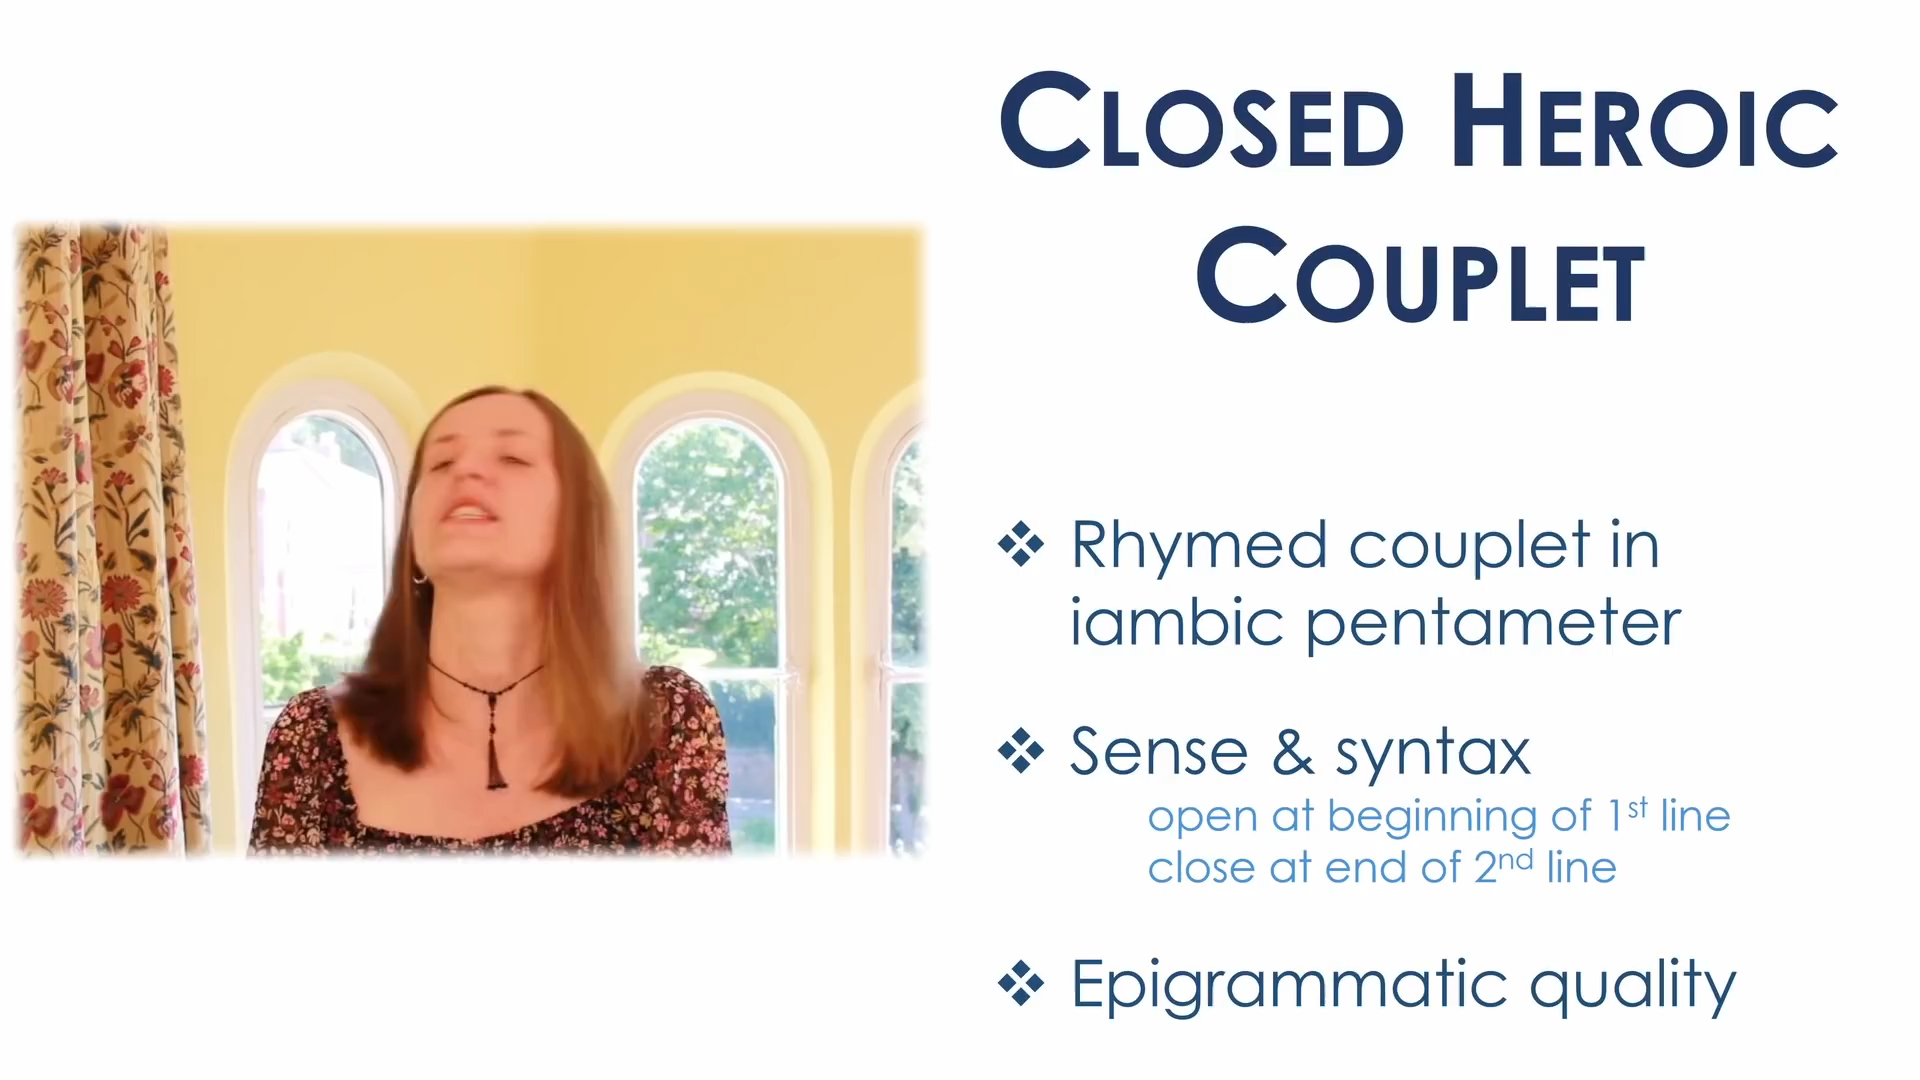 CLOSED HEROIC
COUPLET
❖ Rhymed couplet in
iambic pentameter
❖ Sense & syntax
open at beginning of 1st line
close at end of 2nd line
❖ Epigrammatic quality